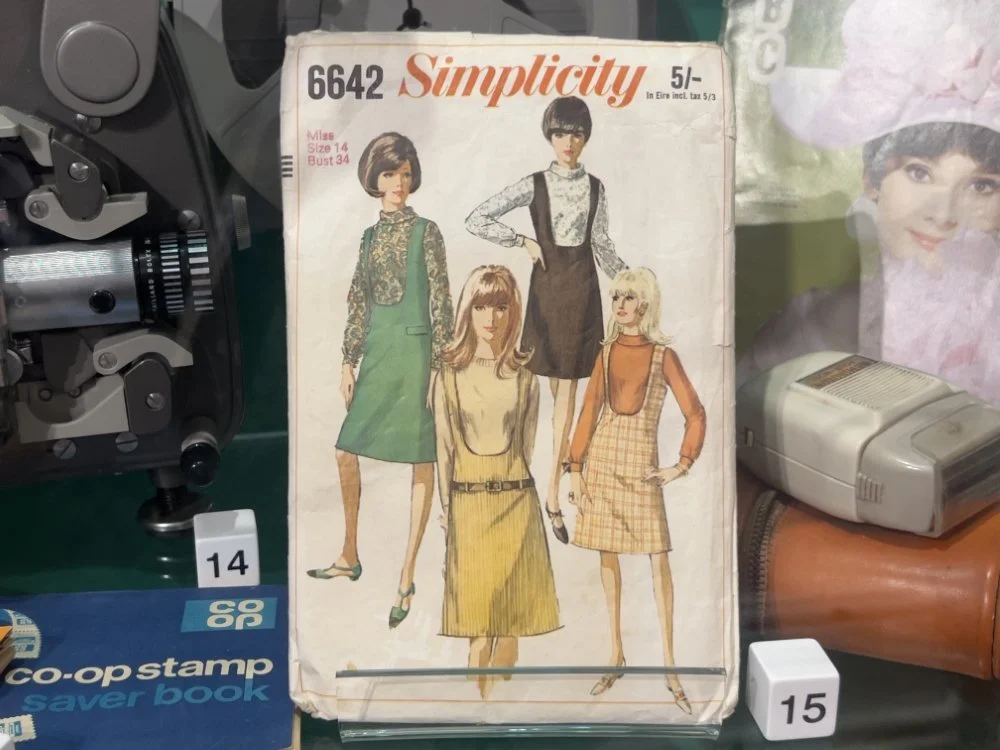 6642 Simplicity 5/-
In Eire incl. tax 5/3
Miss
Size 14
Bust 34
14
CO
OP
co-op stamp
saver book
15